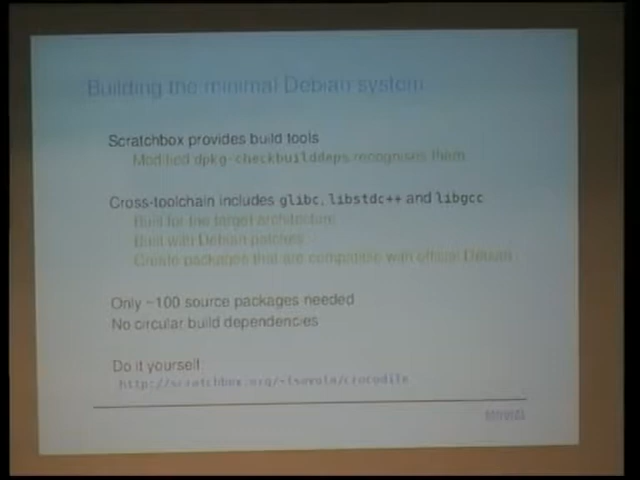 Building the minimal Debian system
Scratchbox provides build tools
Modified dpkg-checkbuilddeps recognises them
Cross-toolchain includes glibc, libstdc++ and libgcc
Built for the target architecture
Built with Debian patches
Create packages that are compatible with official Debian
Only ~100 source packages needed
No circular build dependencies
Do it yourself:
http://scratchbox.org/~tsavola/crocodile